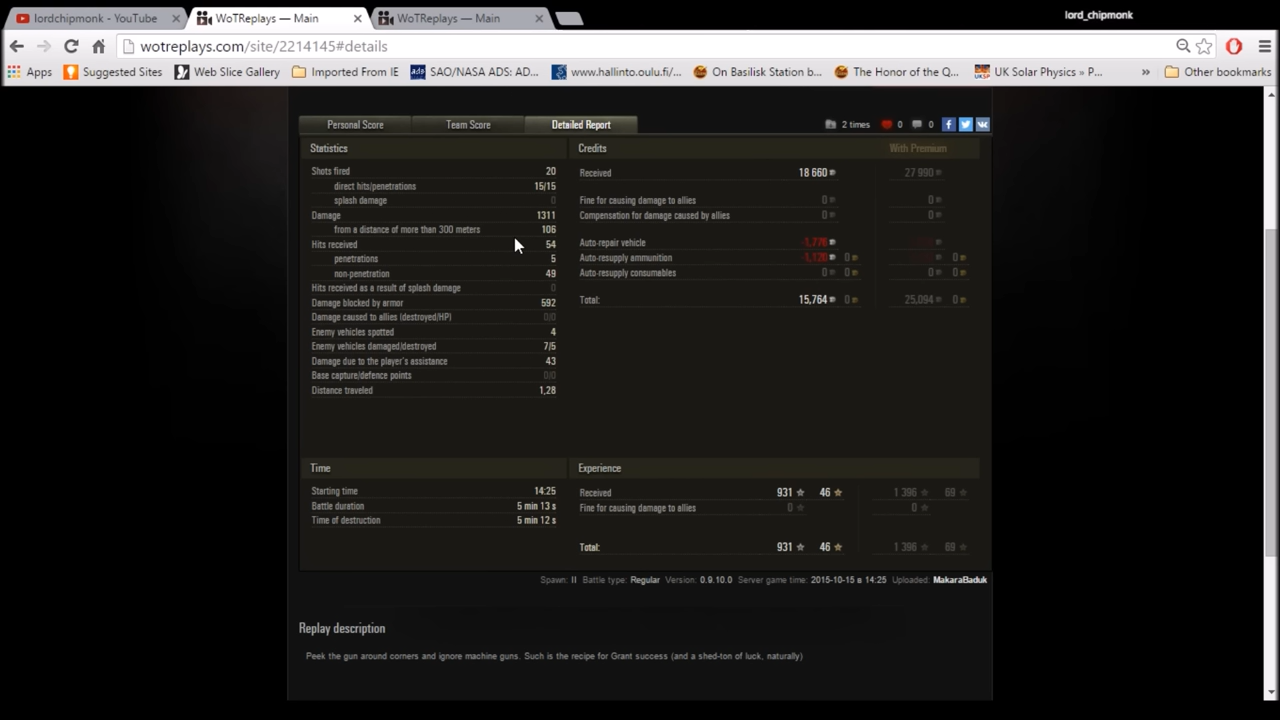 lordchipmonk - YouTube
WoTReplays — Main
WoTReplays — Main
lord_chipmonk
wotreplays.com/site/2214145#details
Apps Suggested Sites Web Slice Gallery Imported From IE SAO/NASA ADS: AD... www.hallinto.oulu.fi/... On Basilisk Station b... The Honor of the Q... UK Solar Physics » P... » Other bookmarks
Personal Score Team Score Detailed Report 2 times 0 0
Statistics
Shots fired 20
direct hits/penetrations 15/15
splash damage 0
Damage 1311
from a distance of more than 300 meters 106
Hits received 54
penetrations 5
non-penetration 49
Hits received as a result of splash damage 0
Damage blocked by armor 592
Damage caused to allies (destroyed/HP) 0/0
Enemy vehicles spotted 4
Enemy vehicles damaged/destroyed 7/5
Damage due to the player's assistance 43
Base capture/defence points 0/0
Distance traveled 1,28
Credits With Premium
Received 18 660 27 990
Fine for causing damage to allies 0 0
Compensation for damage caused by allies 0 0
Auto-repair vehicle -1,776
Auto-resupply ammunition -1,120 0 0
Auto-resupply consumables 0 0 0 0
Total: 15,764 0 25,094 0
Time
Starting time 14:25
Battle duration 5 min 13 s
Time of destruction 5 min 12 s
Experience
Received 931 46 1 396 69
Fine for causing damage to allies 0 0
Total: 931 46 1 396 69
Spawn: II Battle type: Regular Version: 0.9.10.0 Server game time: 2015-10-15 в 14:25 Uploaded: MakaraBaduk
Replay description
Peek the gun around corners and ignore machine guns. Such is the recipe for Grant success (and a shed-ton of luck, naturally)